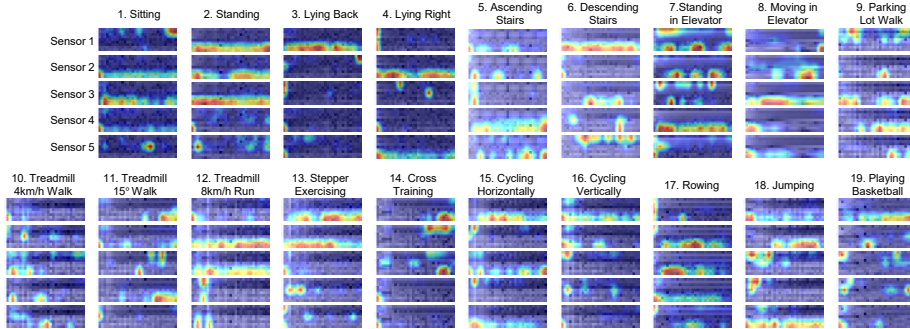 1. Sitting
2. Standing
3. Lying Back
4. Lying Right
5. Ascending
Stairs
6. Descending
Stairs
7.Standing
in Elevator
8. Moving in
Elevator
9. Parking
Lot Walk
Sensor 1
Sensor 2
Sensor 3
Sensor 4
Sensor 5
10. Treadmill
4km/h Walk
11. Treadmill
15° Walk
12. Treadmill
8km/h Run
13. Stepper
Exercising
14. Cross
Training
15. Cycling
Horizontally
16. Cycling
Vertically
17. Rowing
18. Jumping
19. Playing
Basketball